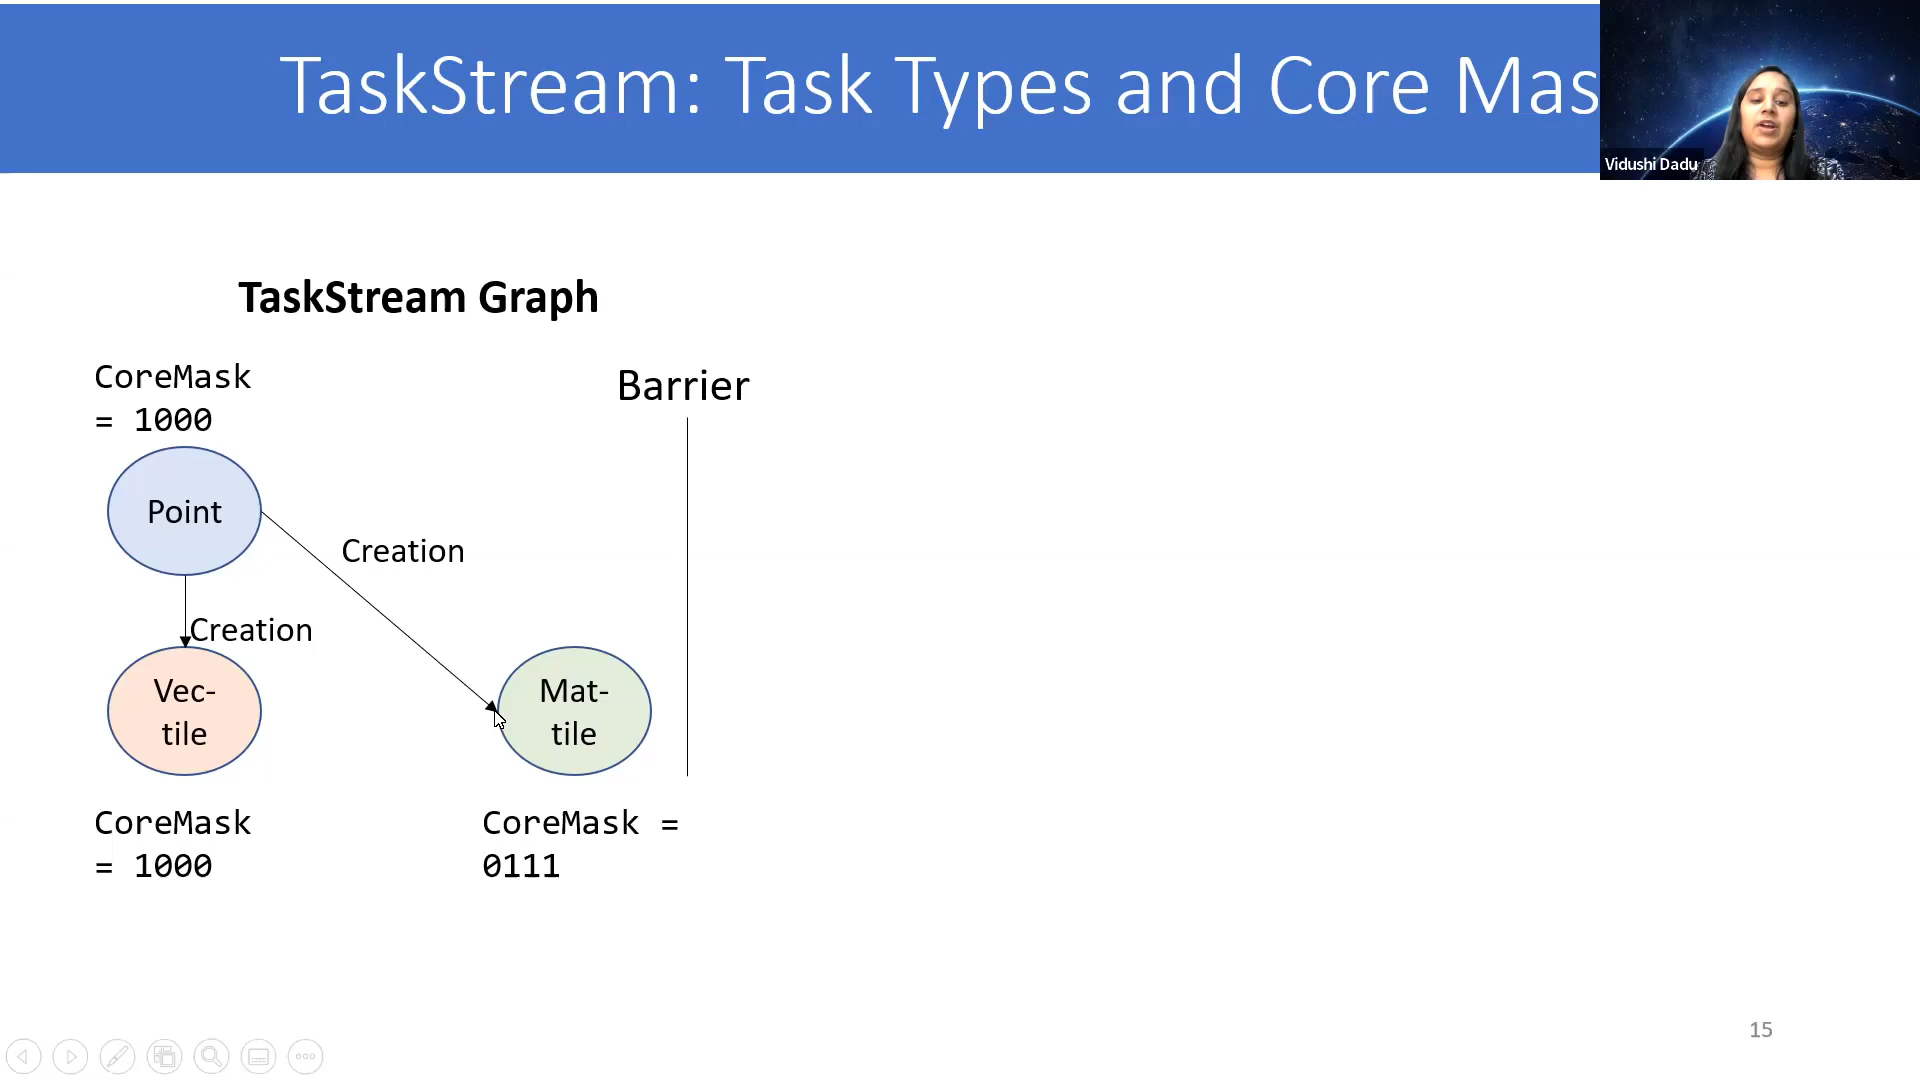 TaskStream: Task Types and Core Mas
Vidushi Dadu
TaskStream Graph
CoreMask
= 1000
Barrier
Point
Creation
Creation
Vec-
tile
Mat-
tile
CoreMask
= 1000
CoreMask =
0111
15